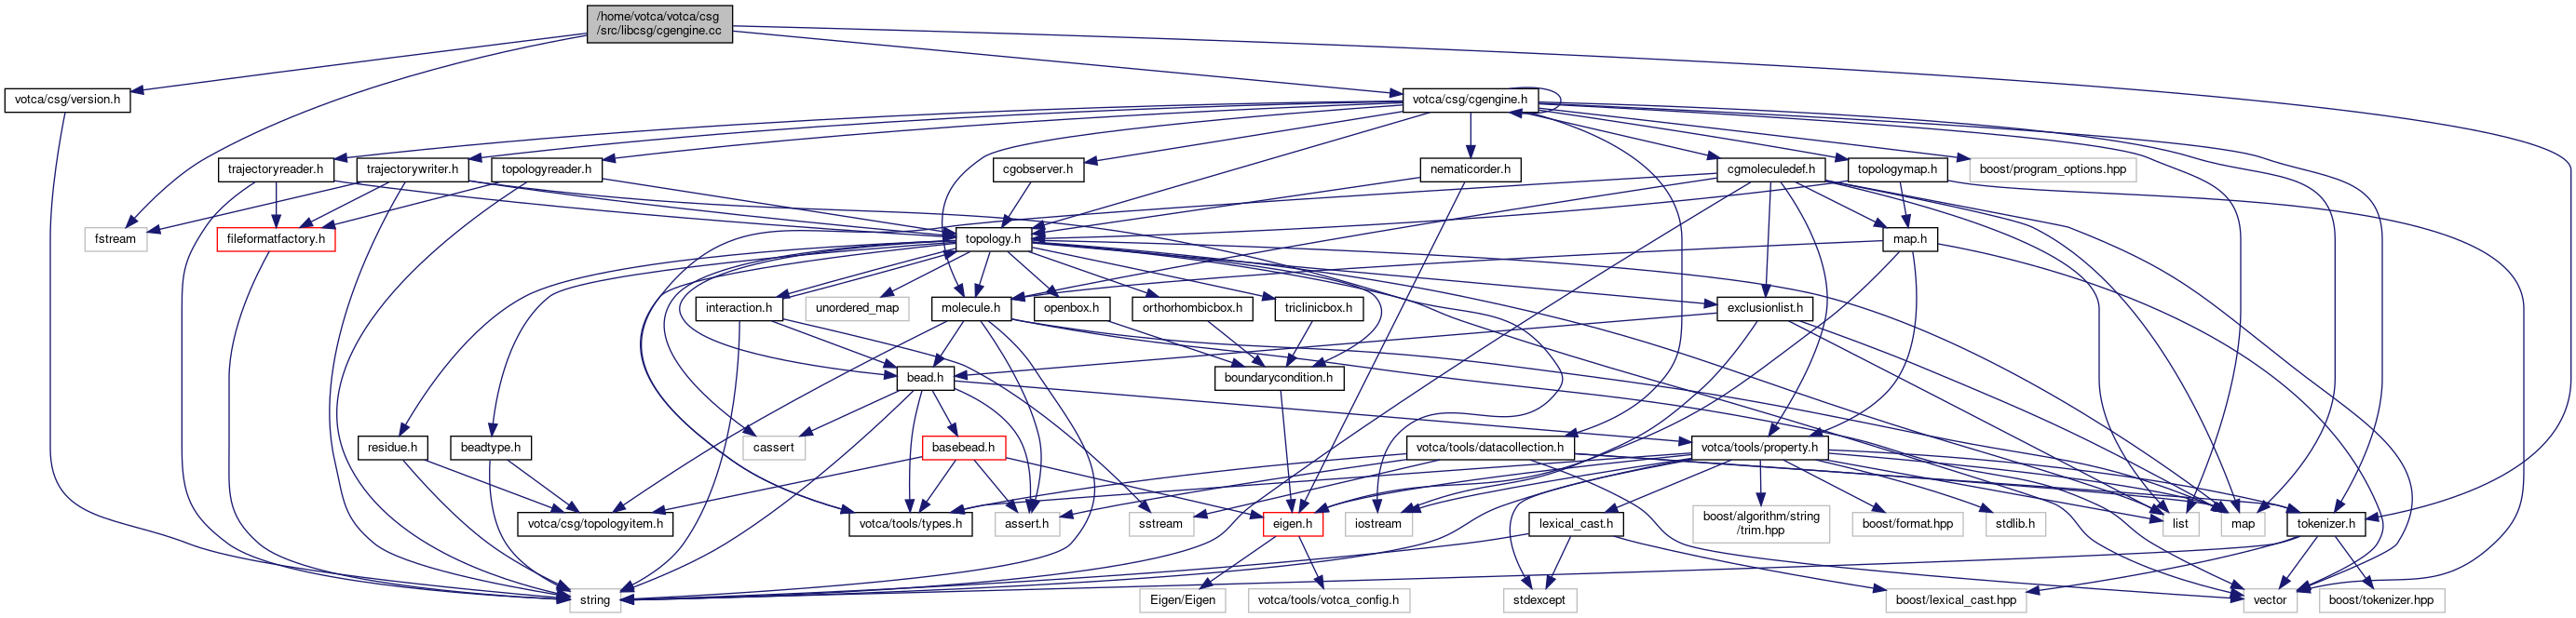 /home/votca/votca/csg
/src/libcsg/cgengine.cc
votca/csg/version.h
votca/csg/cgengine.h
trajectoryreader.h
trajectorywriter.h
topologyreader.h
cgobserver.h
nematicorder.h
cgmoleculedef.h
topologymap.h
boost/program_options.hpp
fstream
fileformatfactory.h
topology.h
map.h
interaction.h
unordered_map
molecule.h
openbox.h
orthorhombicbox.h
triclinicbox.h
exclusionlist.h
bead.h
boundarycondition.h
residue.h
beadtype.h
cassert
basebead.h
votca/tools/datacollection.h
votca/tools/property.h
votca/csg/topologyitem.h
votca/tools/types.h
assert.h
sstream
eigen.h
iostream
boost/algorithm/string
/trim.hpp
lexical_cast.h
boost/format.hpp
stdlib.h
list
map
tokenizer.h
string
Eigen/Eigen
votca/tools/votca_config.h
stdexcept
boost/lexical_cast.hpp
vector
boost/tokenizer.hpp